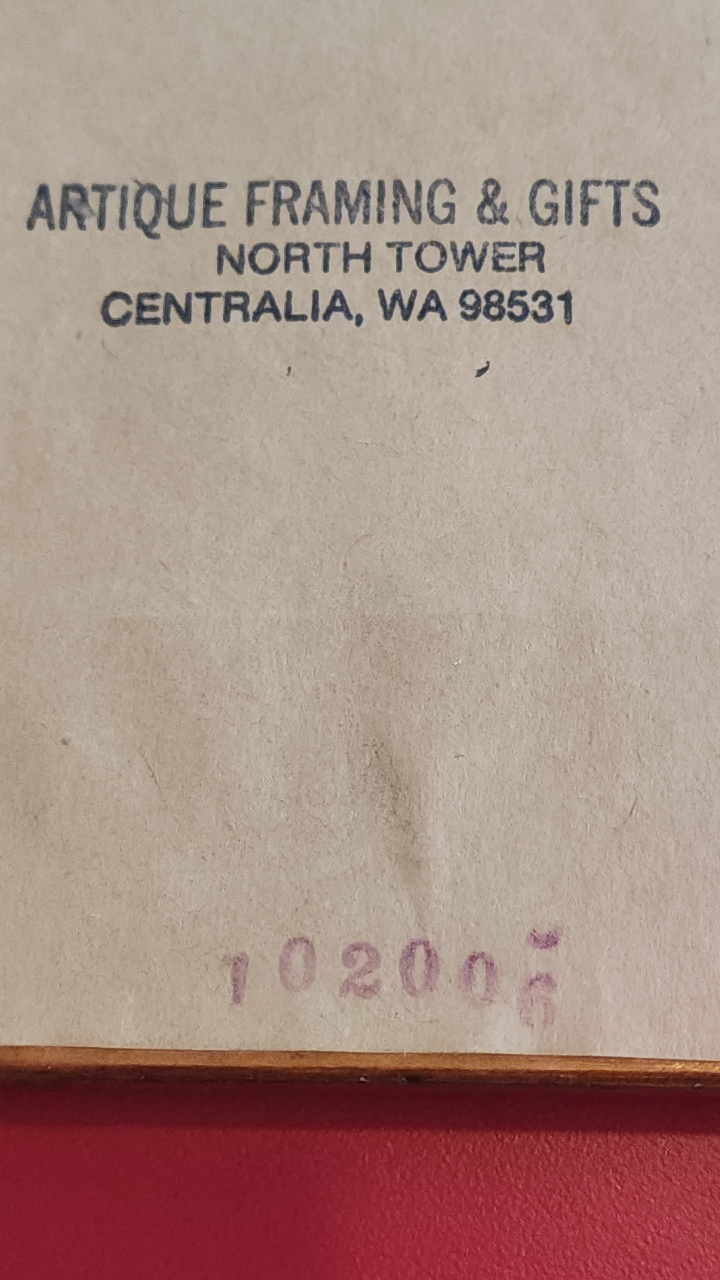 ARTIQUE FRAMING & GIFTS
NORTH TOWER
CENTRALIA, WA 98531
102006